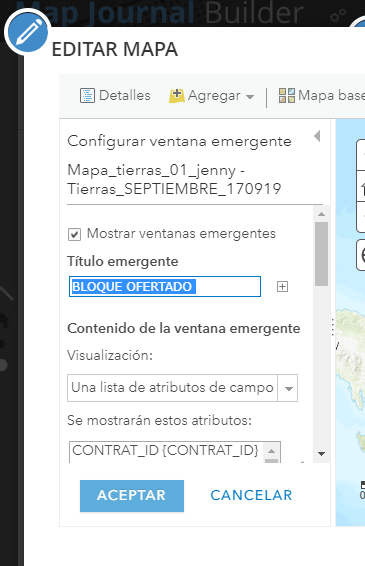 Map Journal Builder
EDITAR MAPA
Detalles Agregar Mapa base
Configurar ventana emergente
Mapa_tierras_01_jenny -
Tierras_SEPTIEMBRE_170919
Mostrar ventanas emergentes
Título emergente
BLOQUE OFERTADO
Contenido de la ventana emergente
Visualización:
Una lista de atributos de campo
Se mostrarán estos atributos:
CONTRAT_ID {CONTRAT_ID}
ACEPTAR CANCELAR